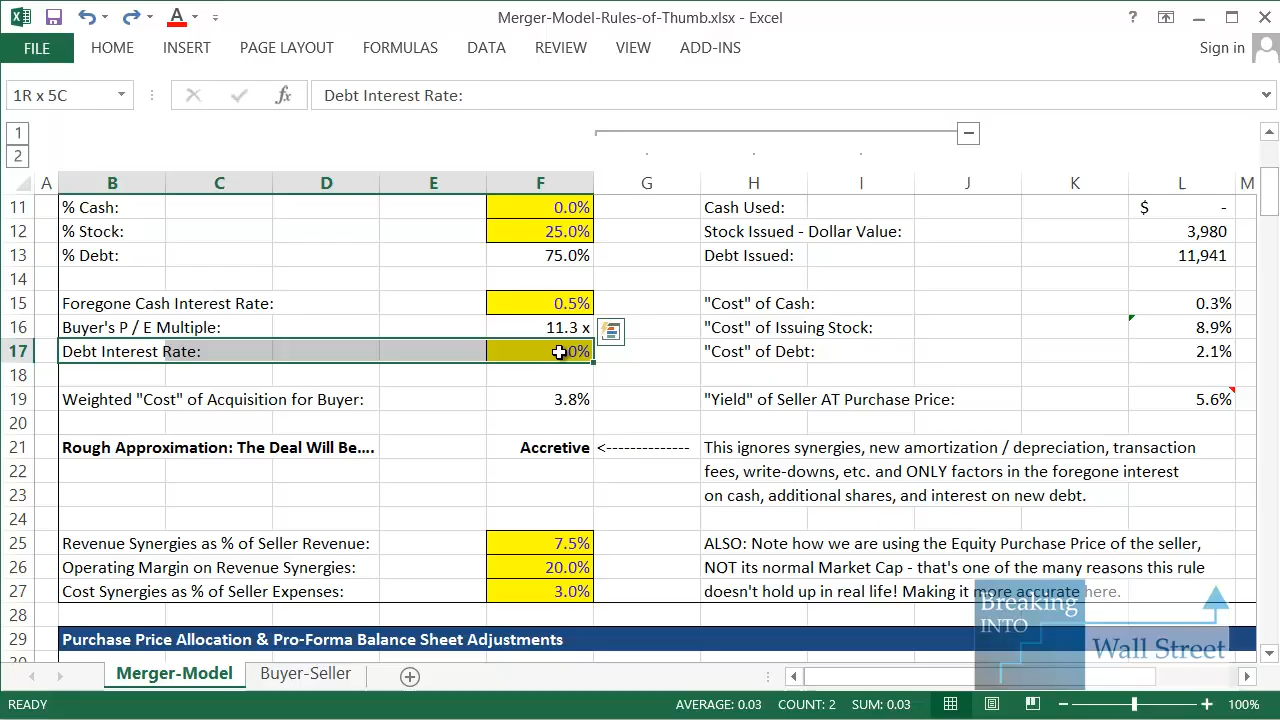 Merger-Model-Rules-of-Thumb.xlsx - Excel
FILE HOME INSERT PAGE LAYOUT FORMULAS DATA REVIEW VIEW ADD-INS Sign in
1R x 5C fx Debt Interest Rate:
1
2
A B C D E F G H I J K L M
11 % Cash: 0.0% Cash Used: $ -
12 % Stock: 25.0% Stock Issued - Dollar Value: 3,980
13 % Debt: 75.0% Debt Issued: 11,941
14
15 Foregone Cash Interest Rate: 0.5% "Cost" of Cash: 0.3%
16 Buyer's P / E Multiple: 11.3 x "Cost" of Issuing Stock: 8.9%
17 Debt Interest Rate: "Cost" of Debt: 2.1%
18
19 Weighted "Cost" of Acquisition for Buyer: 3.8% "Yield" of Seller AT Purchase Price: 5.6%
20
21 Rough Approximation: The Deal Will Be.... Accretive <------------- This ignores synergies, new amortization / depreciation, transaction
22 fees, write-downs, etc. and ONLY factors in the foregone interest
23 on cash, additional shares, and interest on new debt.
24
25 Revenue Synergies as % of Seller Revenue: 7.5% ALSO: Note how we are using the Equity Purchase Price of the seller,
26 Operating Margin on Revenue Synergies: 20.0% NOT its normal Market Cap - that's one of the many reasons this rule
27 Cost Synergies as % of Seller Expenses: 3.0% doesn't hold up in real life! Making it more accurate here.
28
29 Purchase Price Allocation & Pro-Forma Balance Sheet Adjustments
Breaking
INTO
Wall Street
Merger-Model Buyer-Seller
READY AVERAGE: 0.03 COUNT: 2 SUM: 0.03 100%